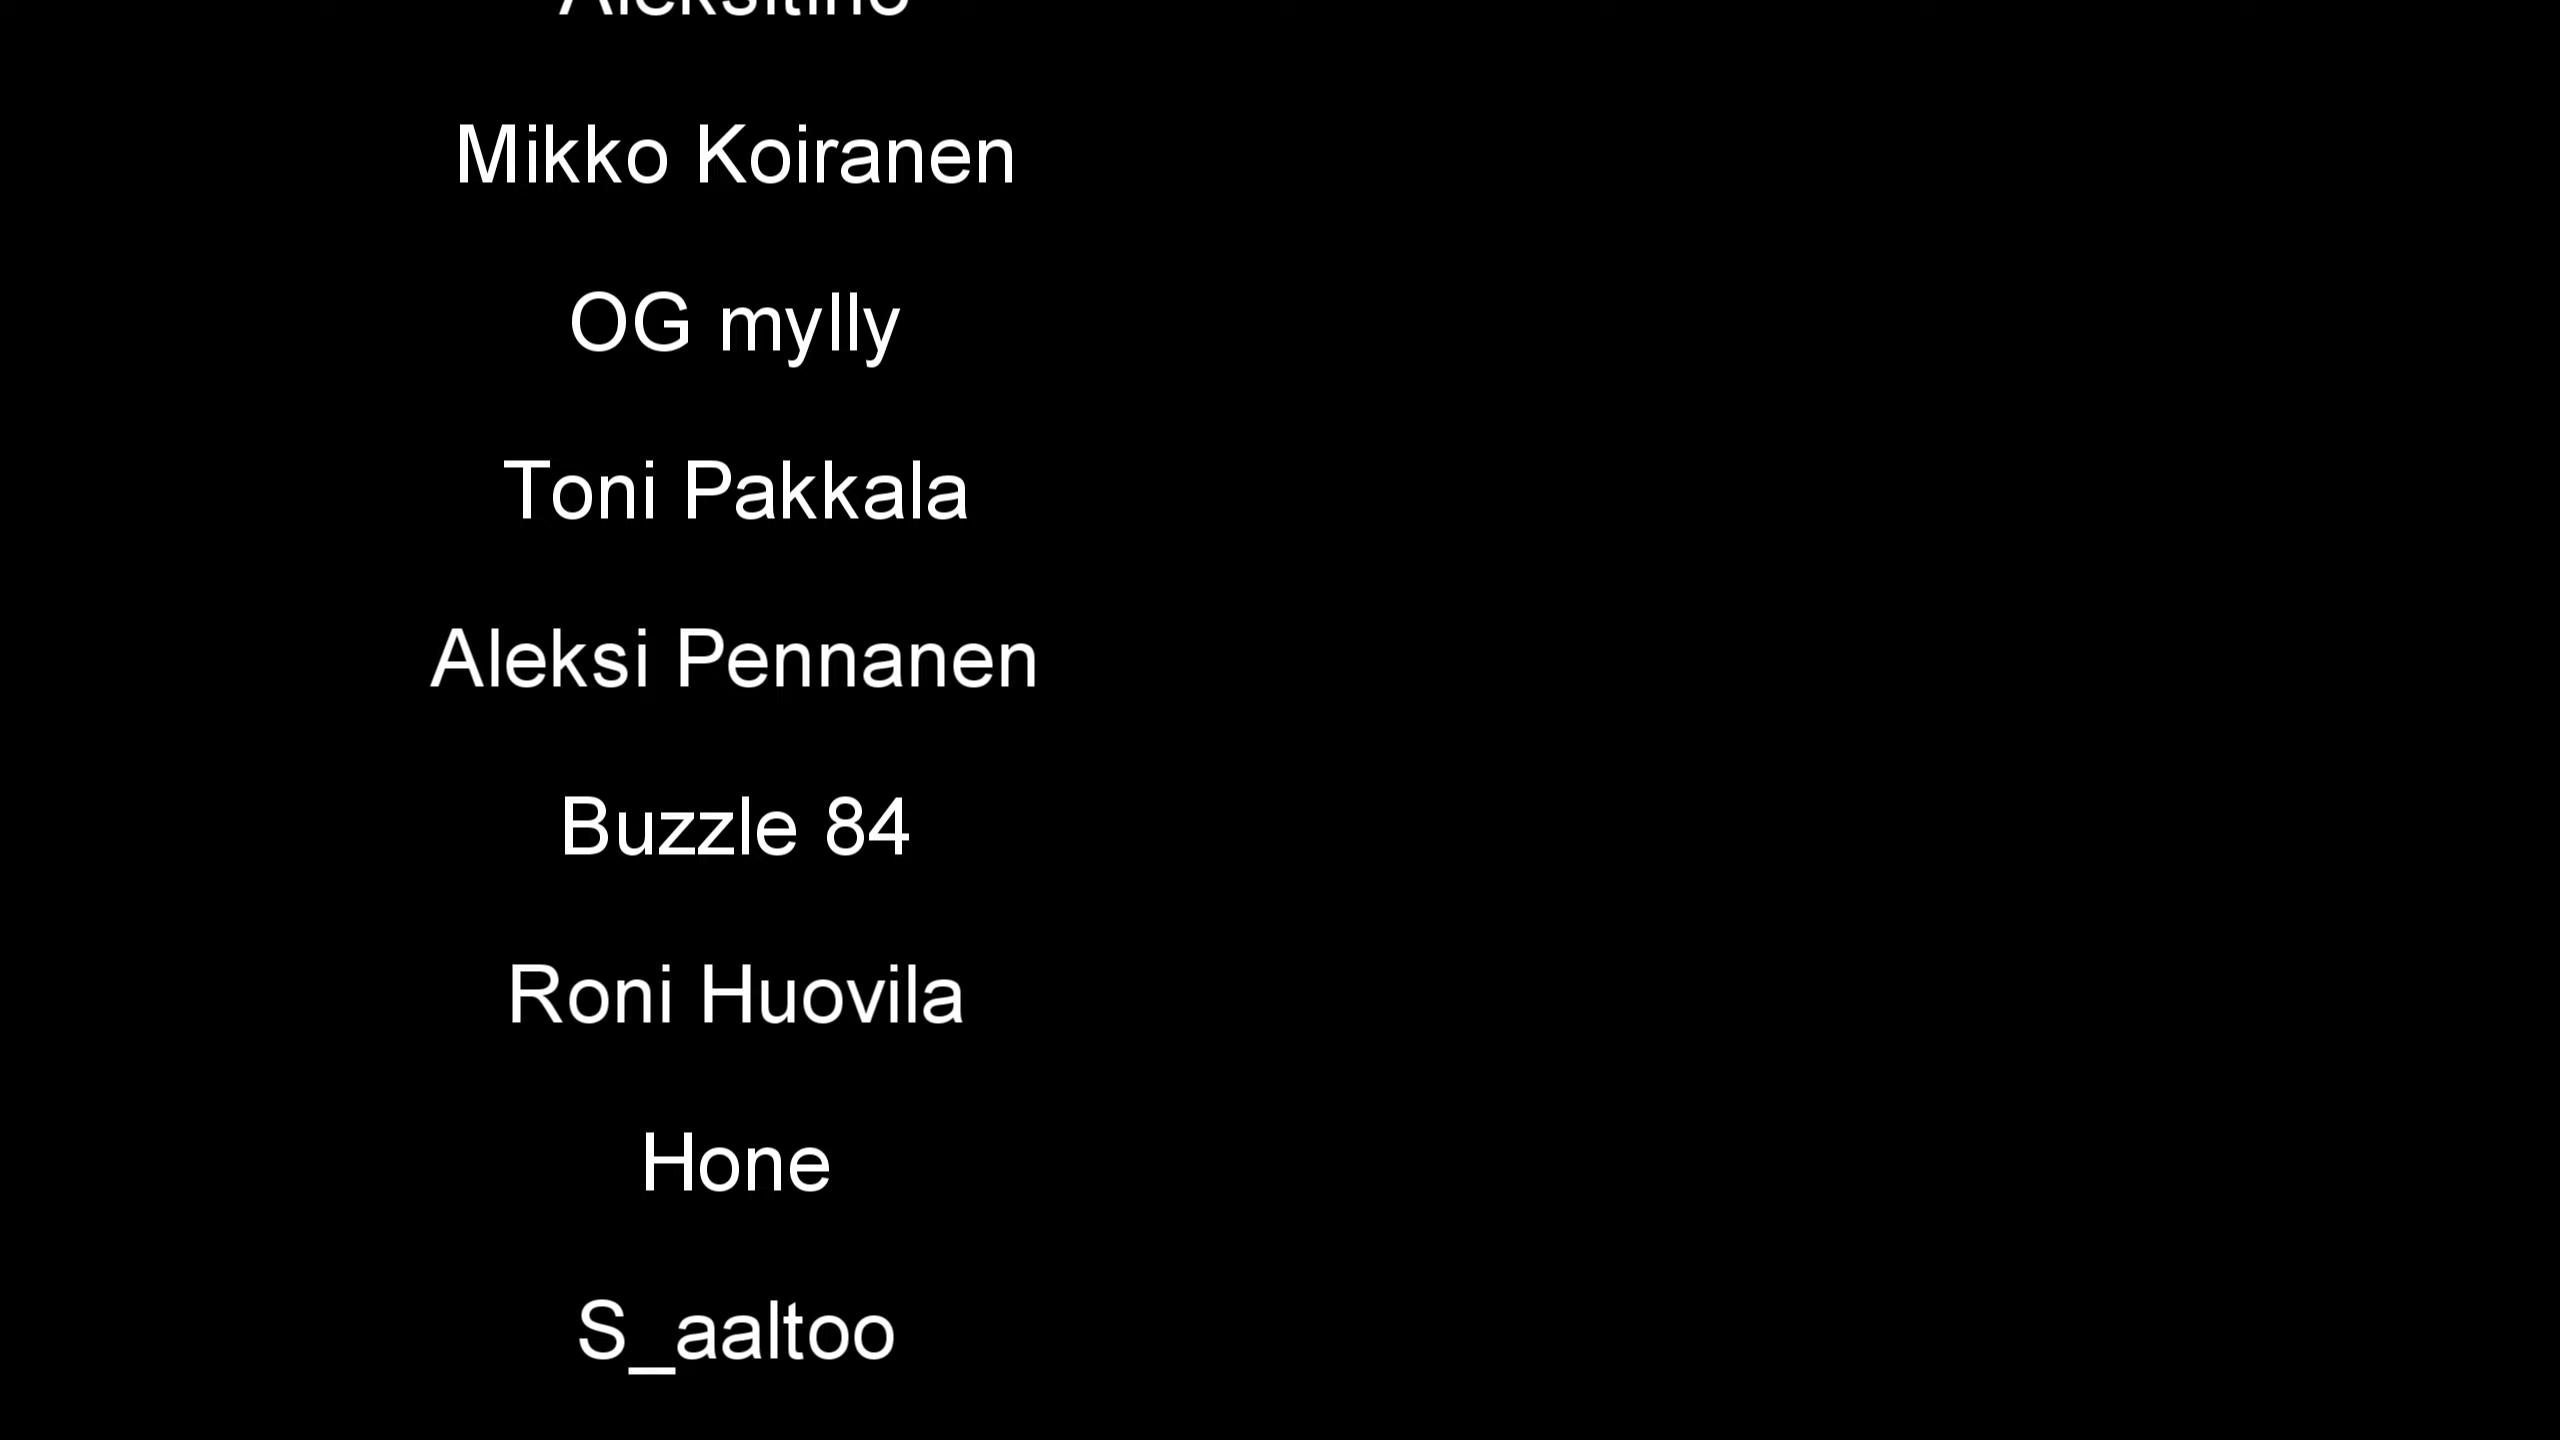 Mikko Koiranen
OG mylly
Toni Pakkala
Aleksi Pennanen
Buzzle 84
Roni Huovila
Hone
S_aaltoo